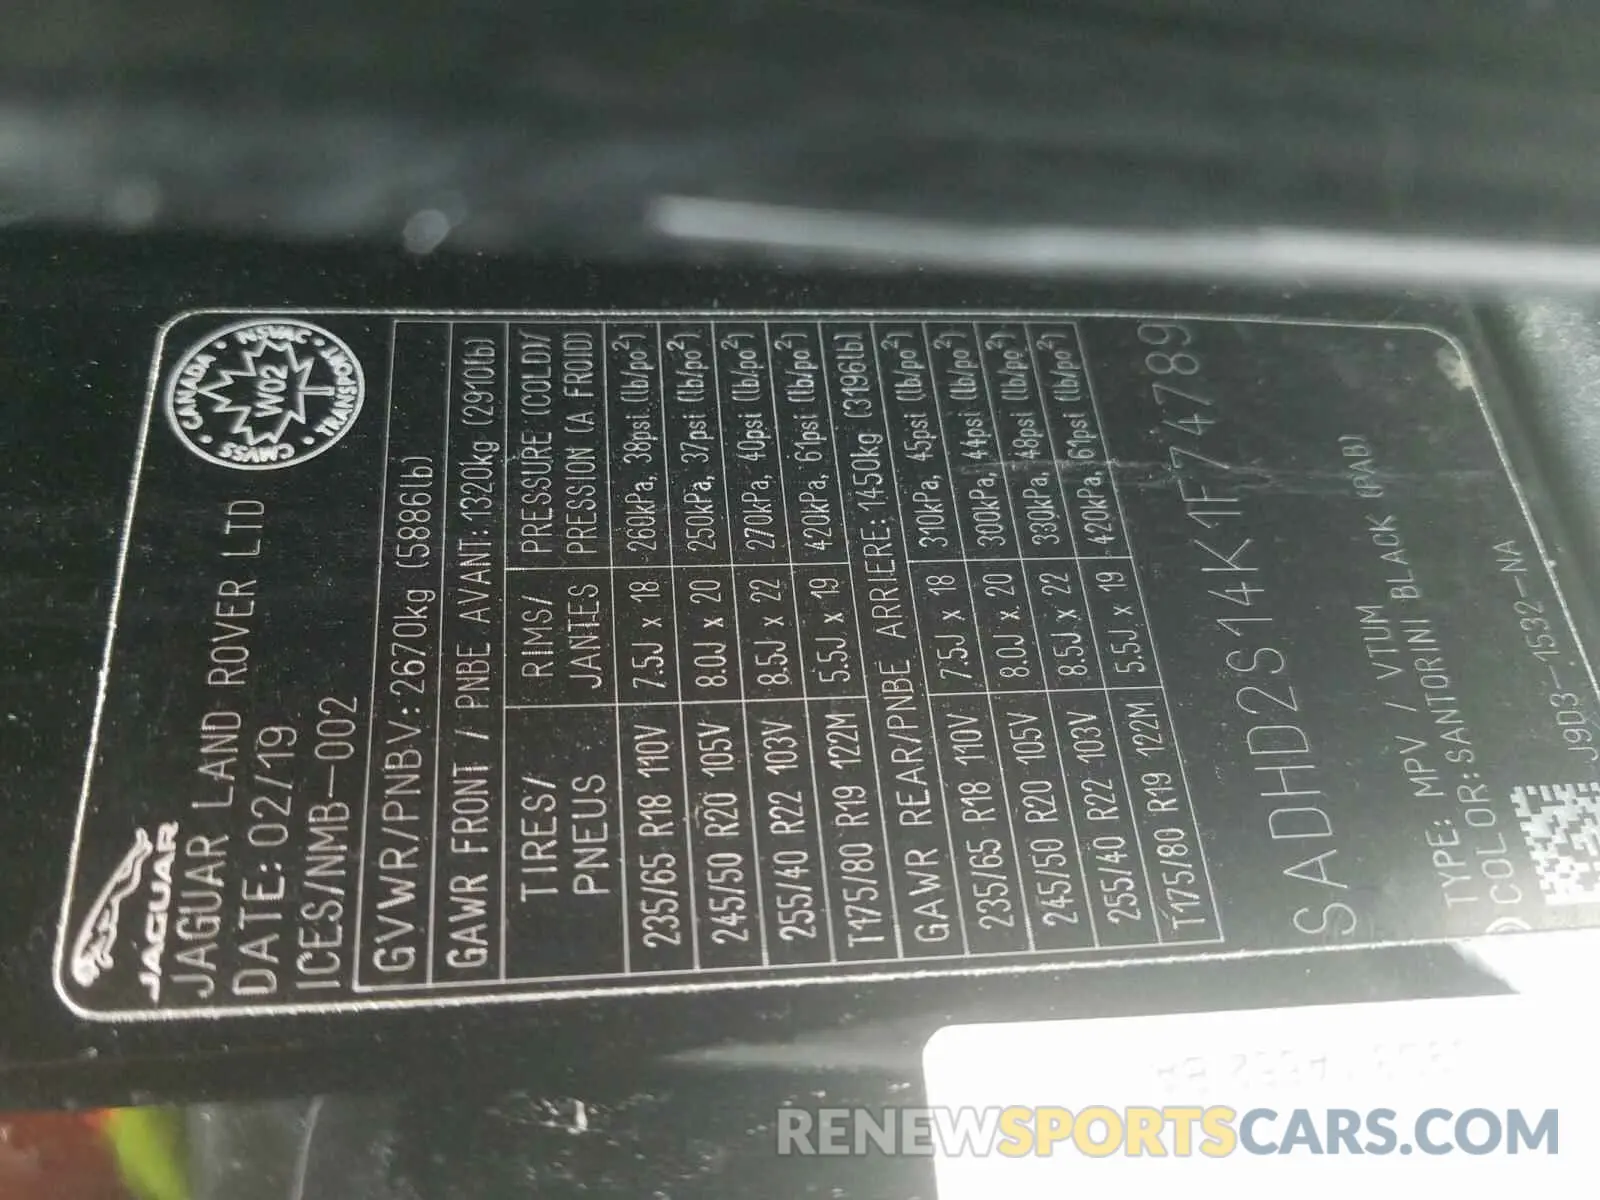 JAGUAR
JAGUAR LAND ROVER LTD
DATE:02/19
ICES/NMB-002
CANADA • NSVAC • TRANSPORT • CMVSS •
W02
GVWR/PNBV:2670kg (5886lb)
GAWR FRONT / PNBE AVANT:1320kg (2910lb)
TIRES/ PNEUS RIMS/ JANTES PRESSURE (COLD)/ PRESSION (A FROID)
235/65 R18 110V 7.5J x 18 260kPa, 38psi (lb/po²)
245/50 R20 105V 8.0J x 20 250kPa, 37psi (lb/po²)
255/40 R22 103V 8.5J x 22 270kPa, 40psi (lb/po²)
T175/80 R19 122M 5.5J x 19 420kPa, 61psi (lb/po²)
GAWR REAR/PNBE ARRIERE:1450kg (3196lb)
235/65 R18 110V 7.5J x 18 310kPa, 45psi (lb/po²)
245/50 R20 105V 8.0J x 20 300kPa, 44psi (lb/po²)
255/40 R22 103V 8.5J x 22 330kPa, 48psi (lb/po²)
T175/80 R19 122M 5.5J x 19 420kPa, 61psi (lb/po²)
SADHD2S14K1F74789
TYPE: MPV / VTUM
COLOR:SANTORINI BLACK (PAB)
J9D3-1532-NA
RENEWSPORTSCARS.COM